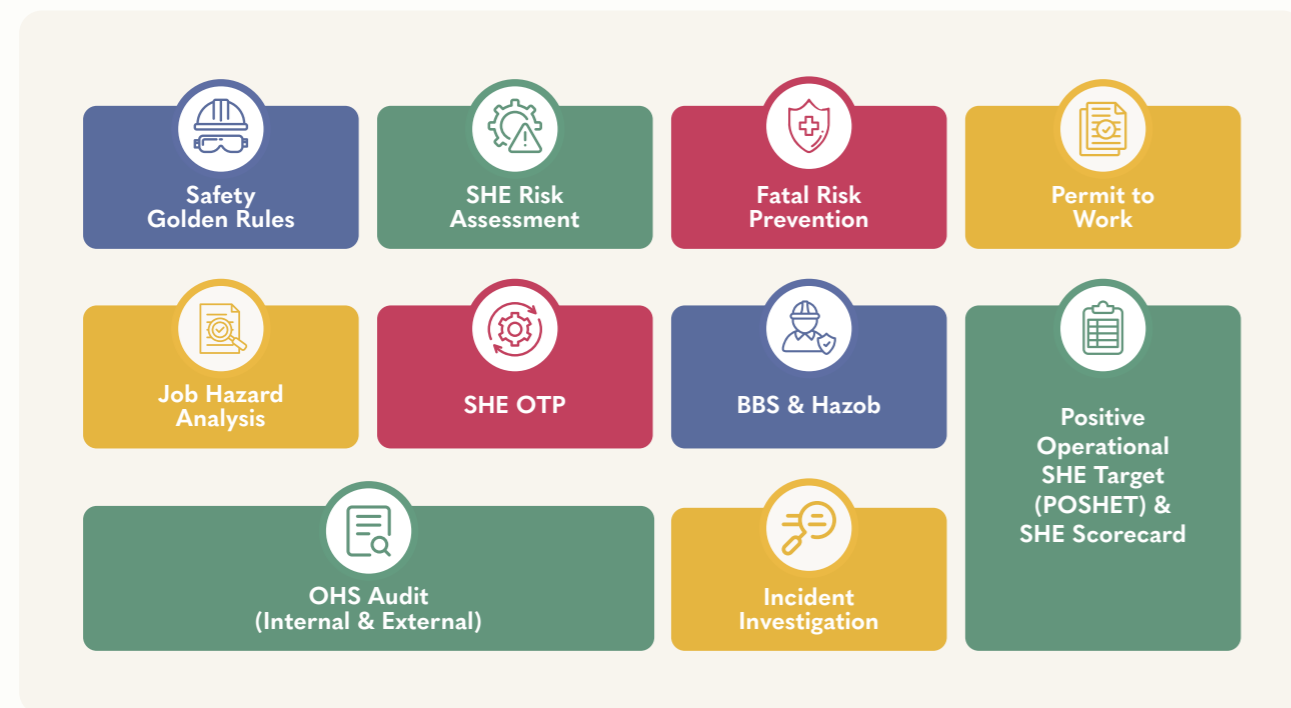 Safety
Golden Rules
SHE Risk
Assessment
Fatal Risk
Prevention
Permit to
Work
Job Hazard
Analysis
SHE OTP
BBS & Hazob
Positive
Operational
SHE Target
(POSHET) &
SHE Scorecard
OHS Audit
(Internal & External)
Incident
Investigation